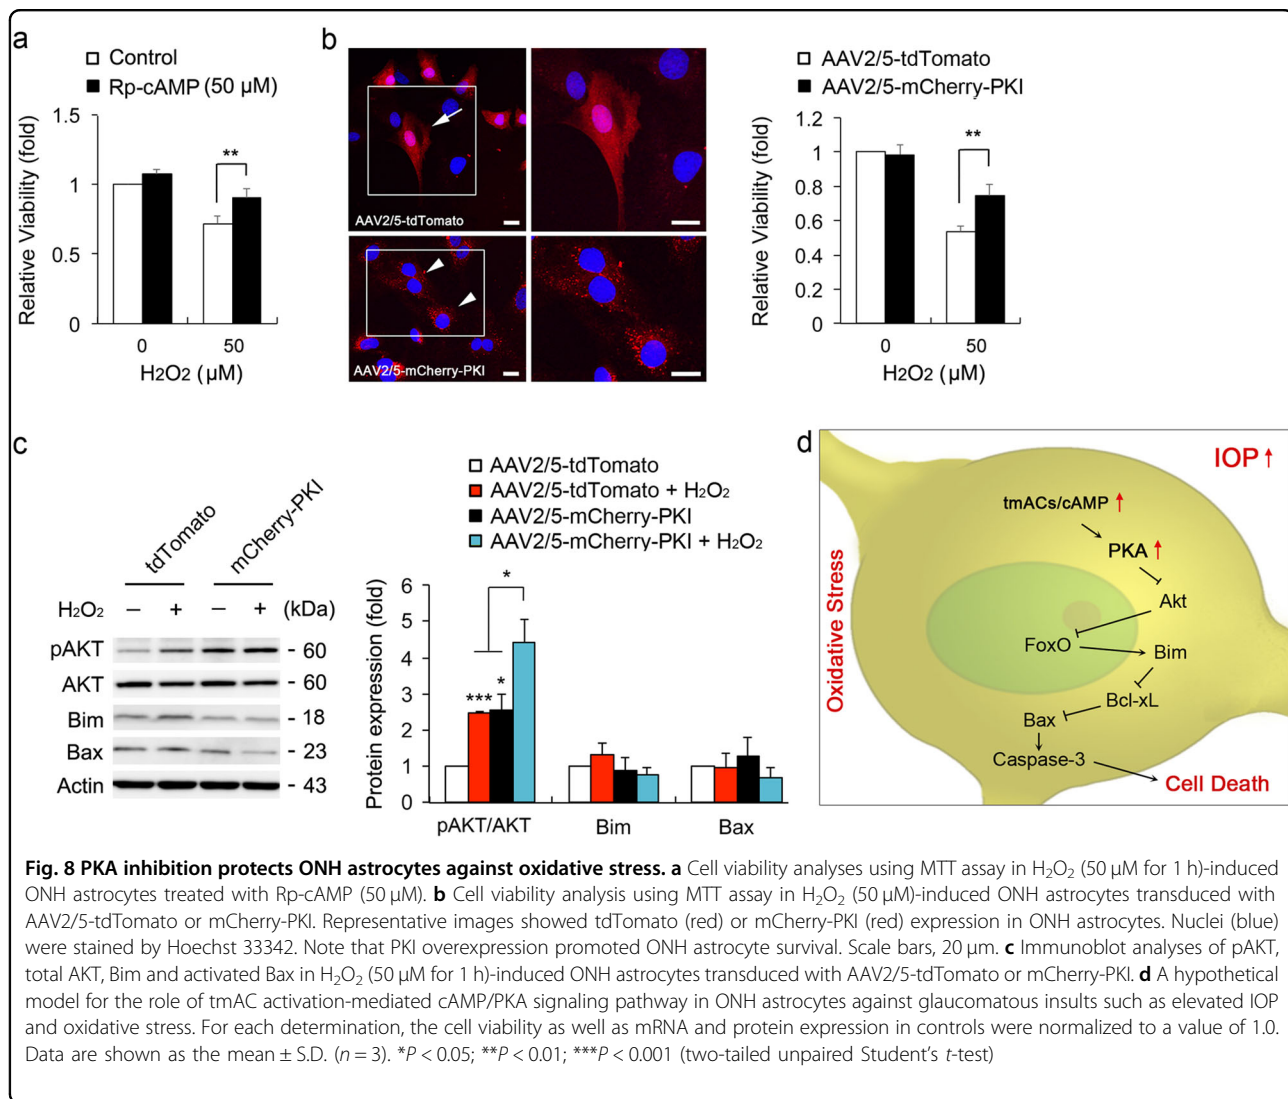 a
Control
Rp-cAMP (50 µM)
1.5
1
0.5
0
Relative Viability (fold)
**
0
50
H2O2 (µM)
b
AAV2/5-tdTomato
AAV2/5-mCherry-PKI
AAV2/5-tdTomato
AAV2/5-mCherry-PKI
1.2
1
0.8
0.6
0.4
0.2
0
Relative Viability (fold)
**
0
50
H2O2 (µM)
c
tdTomato
mCherry-PKI
H2O2 – + – + (kDa)
pAKT - 60
AKT - 60
Bim - 18
Bax - 23
Actin - 43
AAV2/5-tdTomato
AAV2/5-tdTomato + H2O2
AAV2/5-mCherry-PKI
AAV2/5-mCherry-PKI + H2O2
6
5
4
3
2
1
0
Protein expression (fold)
*
***
*
pAKT/AKT
Bim
Bax
d
IOP ↑
Oxidative Stress
tmACs/cAMP ↑
PKA ↑
Akt
FoxO
Bim
Bcl-xL
Bax
Caspase-3
Cell Death
Fig. 8 PKA inhibition protects ONH astrocytes against oxidative stress. a Cell viability analyses using MTT assay in H2O2 (50 µM for 1 h)-induced
ONH astrocytes treated with Rp-cAMP (50 µM). b Cell viability analysis using MTT assay in H2O2 (50 µM)-induced ONH astrocytes transduced with
AAV2/5-tdTomato or mCherry-PKI. Representative images showed tdTomato (red) or mCherry-PKI (red) expression in ONH astrocytes. Nuclei (blue)
were stained by Hoechst 33342. Note that PKI overexpression promoted ONH astrocyte survival. Scale bars, 20 µm. c Immunoblot analyses of pAKT,
total AKT, Bim and activated Bax in H2O2 (50 µM for 1 h)-induced ONH astrocytes transduced with AAV2/5-tdTomato or mCherry-PKI. d A hypothetical
model for the role of tmAC activation-mediated cAMP/PKA signaling pathway in ONH astrocytes against glaucomatous insults such as elevated IOP
and oxidative stress. For each determination, the cell viability as well as mRNA and protein expression in controls were normalized to a value of 1.0.
Data are shown as the mean ± S.D. (n = 3). *P < 0.05; **P < 0.01; ***P < 0.001 (two-tailed unpaired Student's t-test)